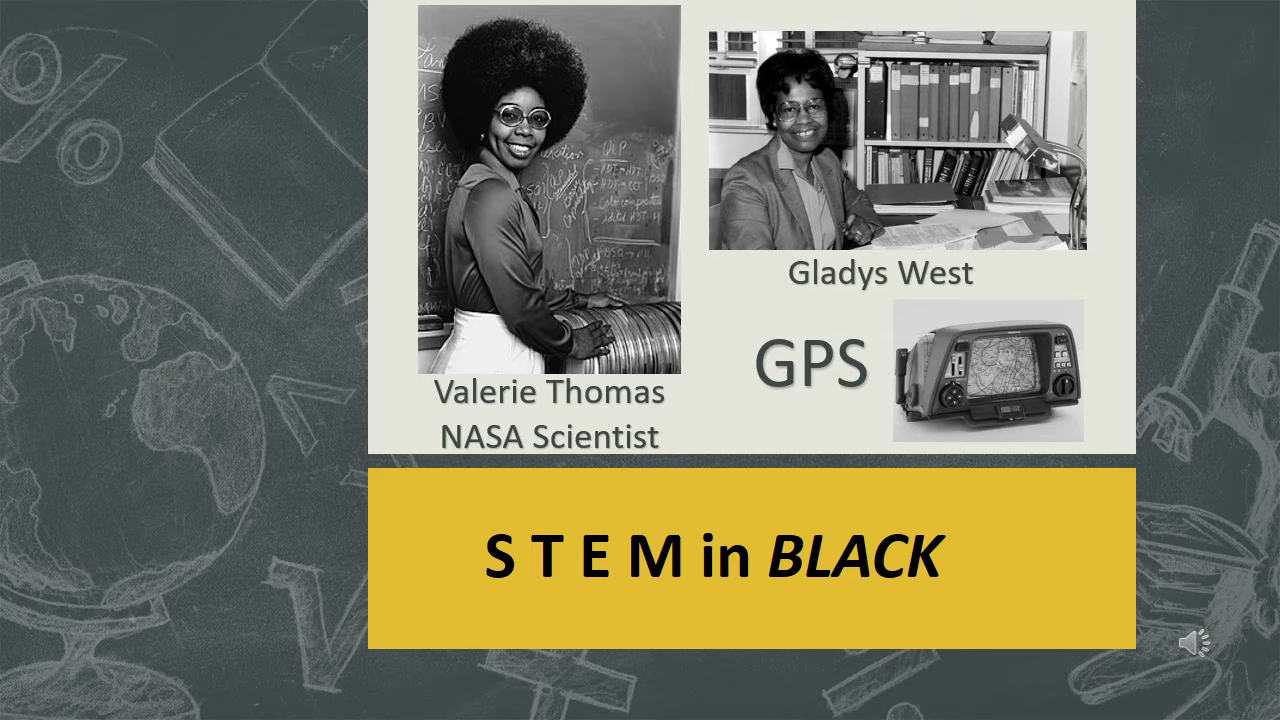 Valerie Thomas
NASA Scientist
Gladys West
GPS
S T E M in BLACK